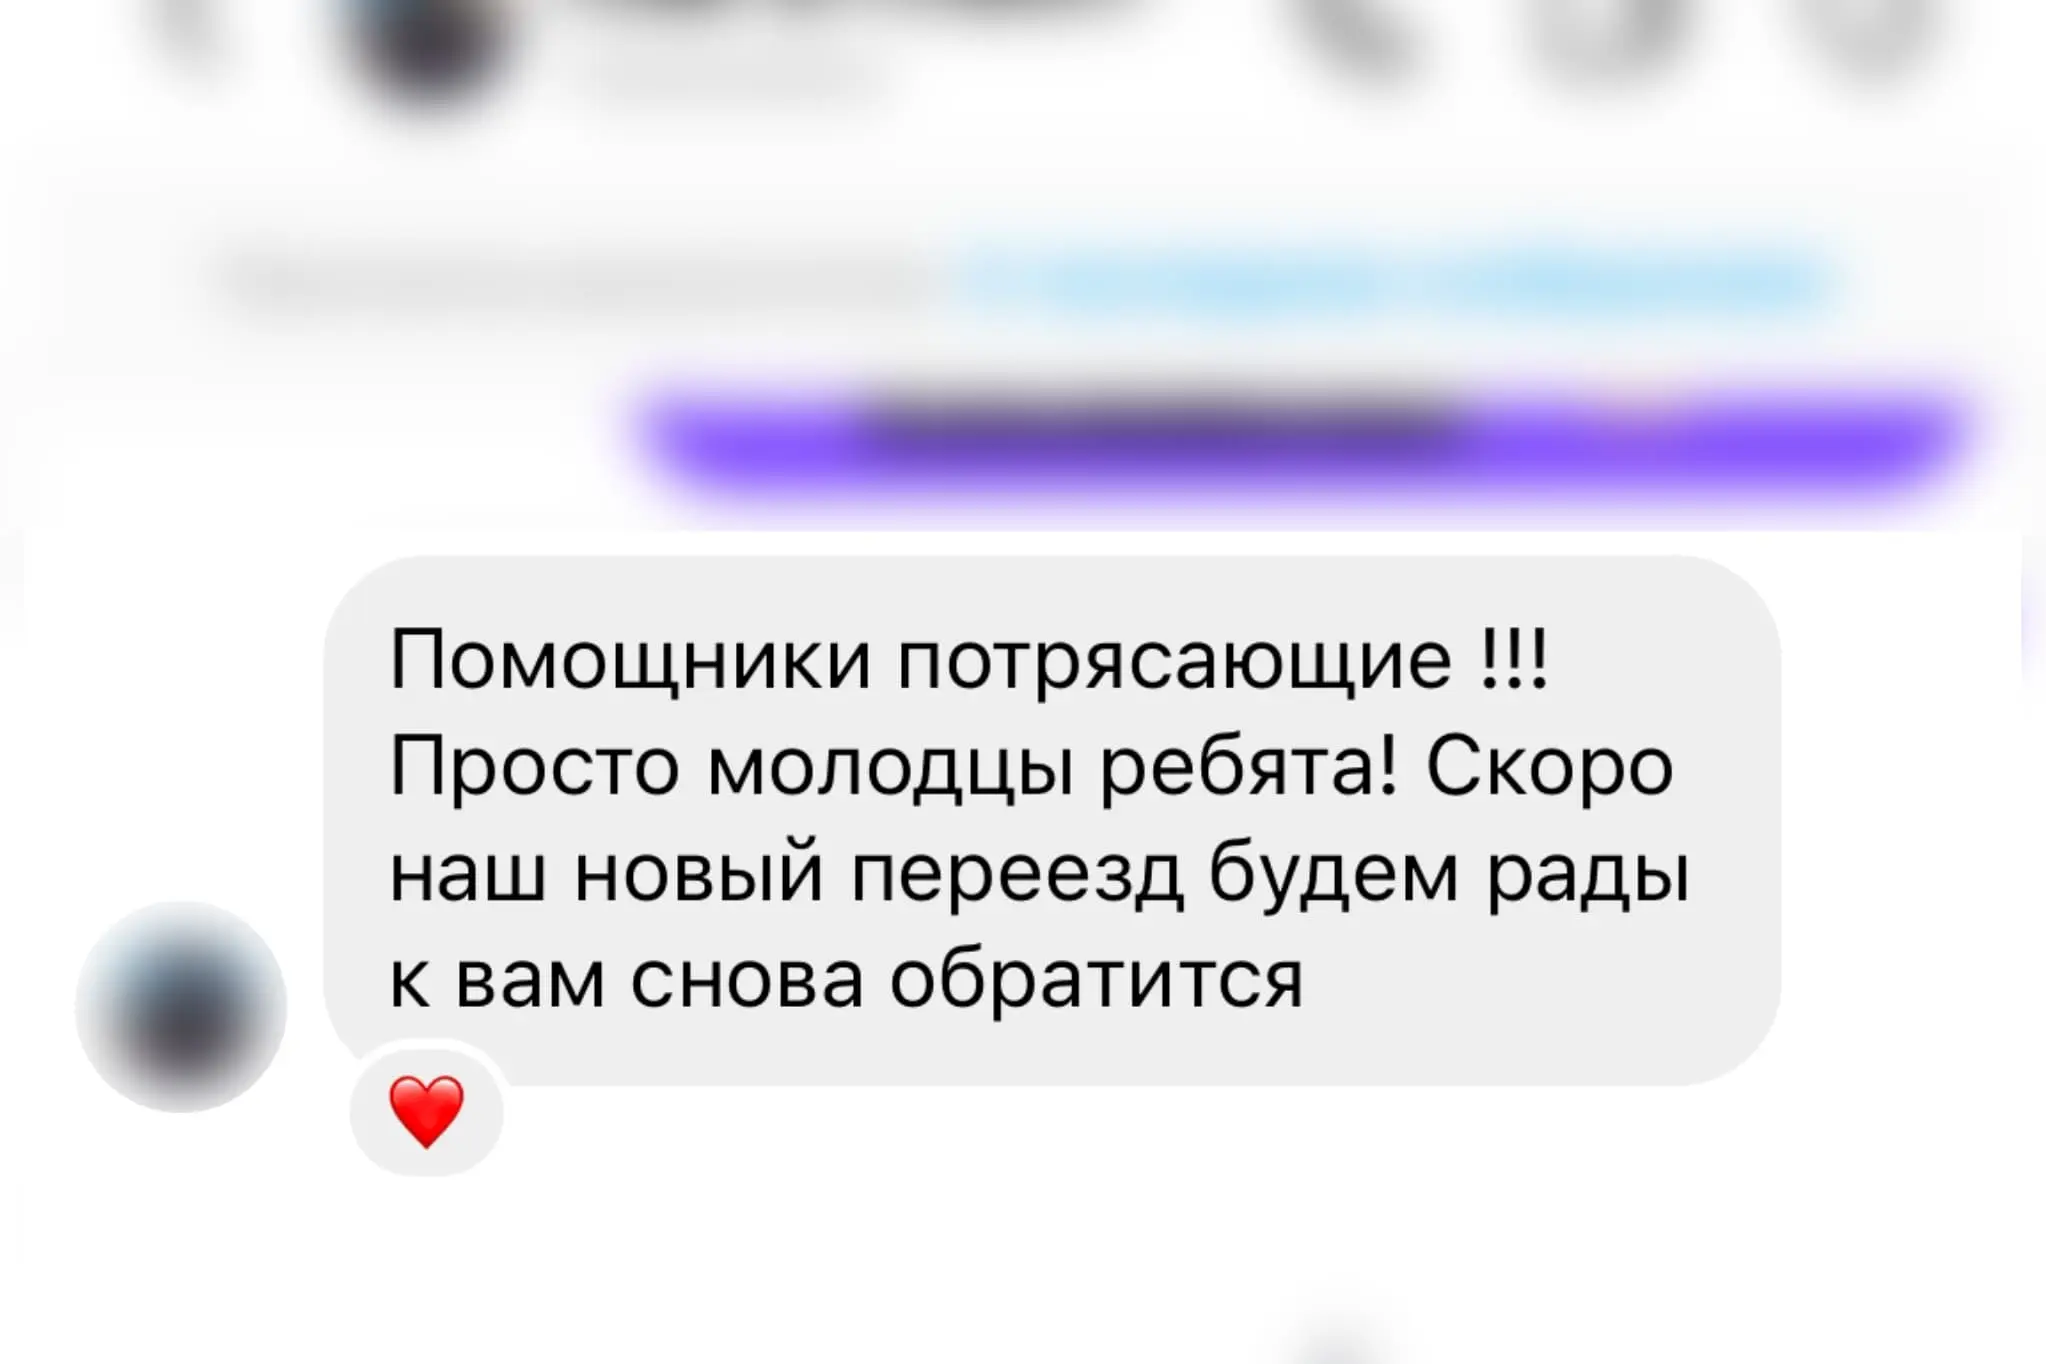 Помощники потрясающие !!!
Просто молодцы ребята! Скоро
наш новый переезд будем рады
к вам снова обратится